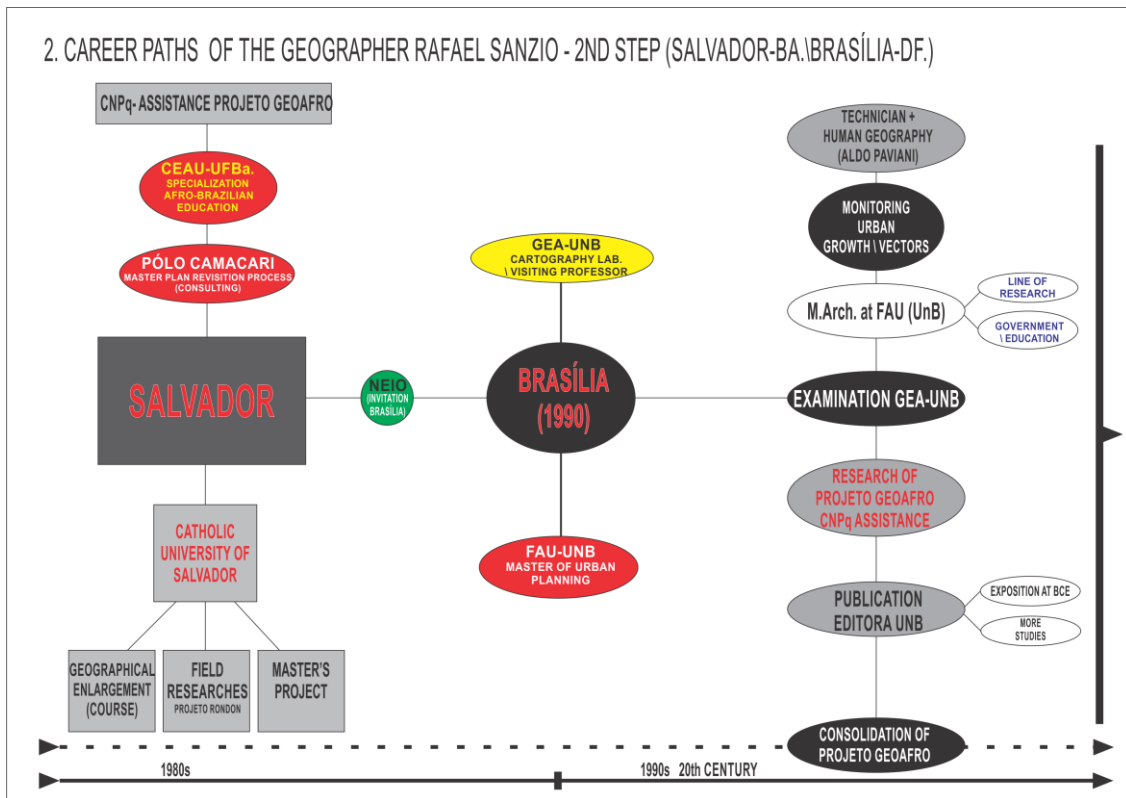 2. CAREER PATHS OF THE GEOGRAPHER RAFAEL SANZIO - 2ND STEP (SALVADOR-BA.\BRASÍLIA-DF.)
CNPq- ASSISTANCE PROJETO GEOAFRO
CEAU-UFBa.
SPECIALIZATION
AFRO-BRAZILIAN
EDUCATION
PÓLO CAMACARI
MASTER PLAN REVISITION PROCESS
(CONSULTING)
SALVADOR
CATHOLIC
UNIVERSITY OF
SALVADOR
GEOGRAPHICAL
ENLARGEMENT
(COURSE)
FIELD
RESEARCHES
PROJETO RONDON
MASTER'S
PROJECT
NEIO
(INVITATION
BRASÍLIA)
GEA-UNB
CARTOGRAPHY LAB.
\ VISITING PROFESSOR
BRASÍLIA
(1990)
FAU-UNB
MASTER OF URBAN
PLANNING
TECHNICIAN +
HUMAN GEOGRAPHY
(ALDO PAVIANI)
MONITORING
URBAN
GROWTH \ VECTORS
M.Arch. at FAU (UnB)
LINE OF
RESEARCH
GOVERNMENT
\ EDUCATION
EXAMINATION GEA-UNB
RESEARCH OF
PROJETO GEOAFRO
CNPq ASSISTANCE
PUBLICATION
EDITORA UNB
EXPOSITION AT BCE
MORE
STUDIES
CONSOLIDATION OF
PROJETO GEOAFRO
1980s
1990s 20th CENTURY